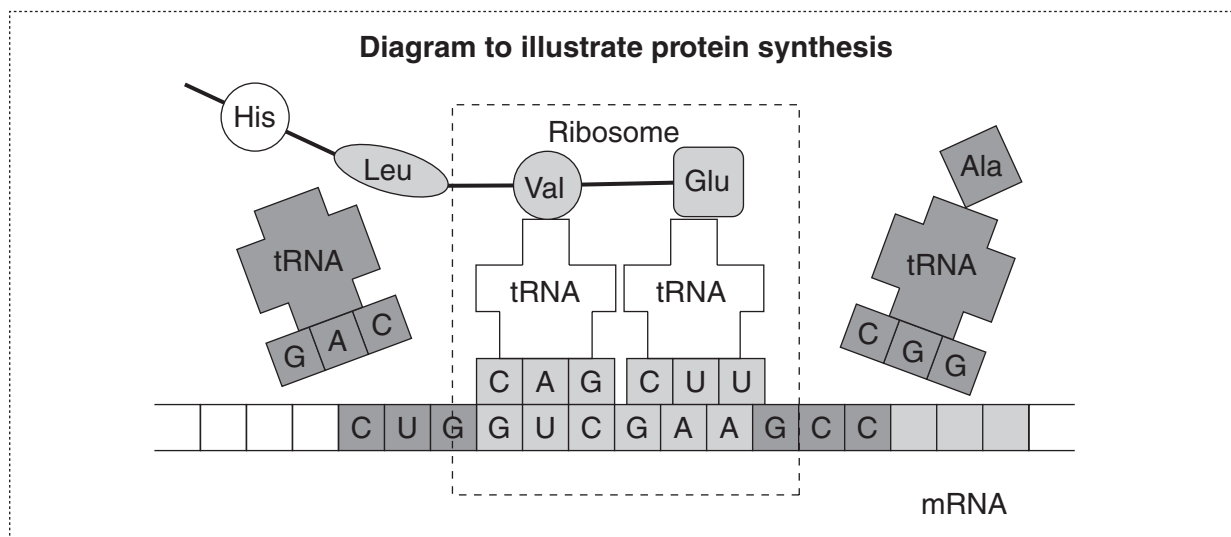 Diagram to illustrate protein synthesis
His
Leu
Ribosome
Val
Glu
Ala
tRNA
tRNA
tRNA
tRNA
G A C
C A G
C U U
C G G
C U G G U C G A A G C C
mRNA